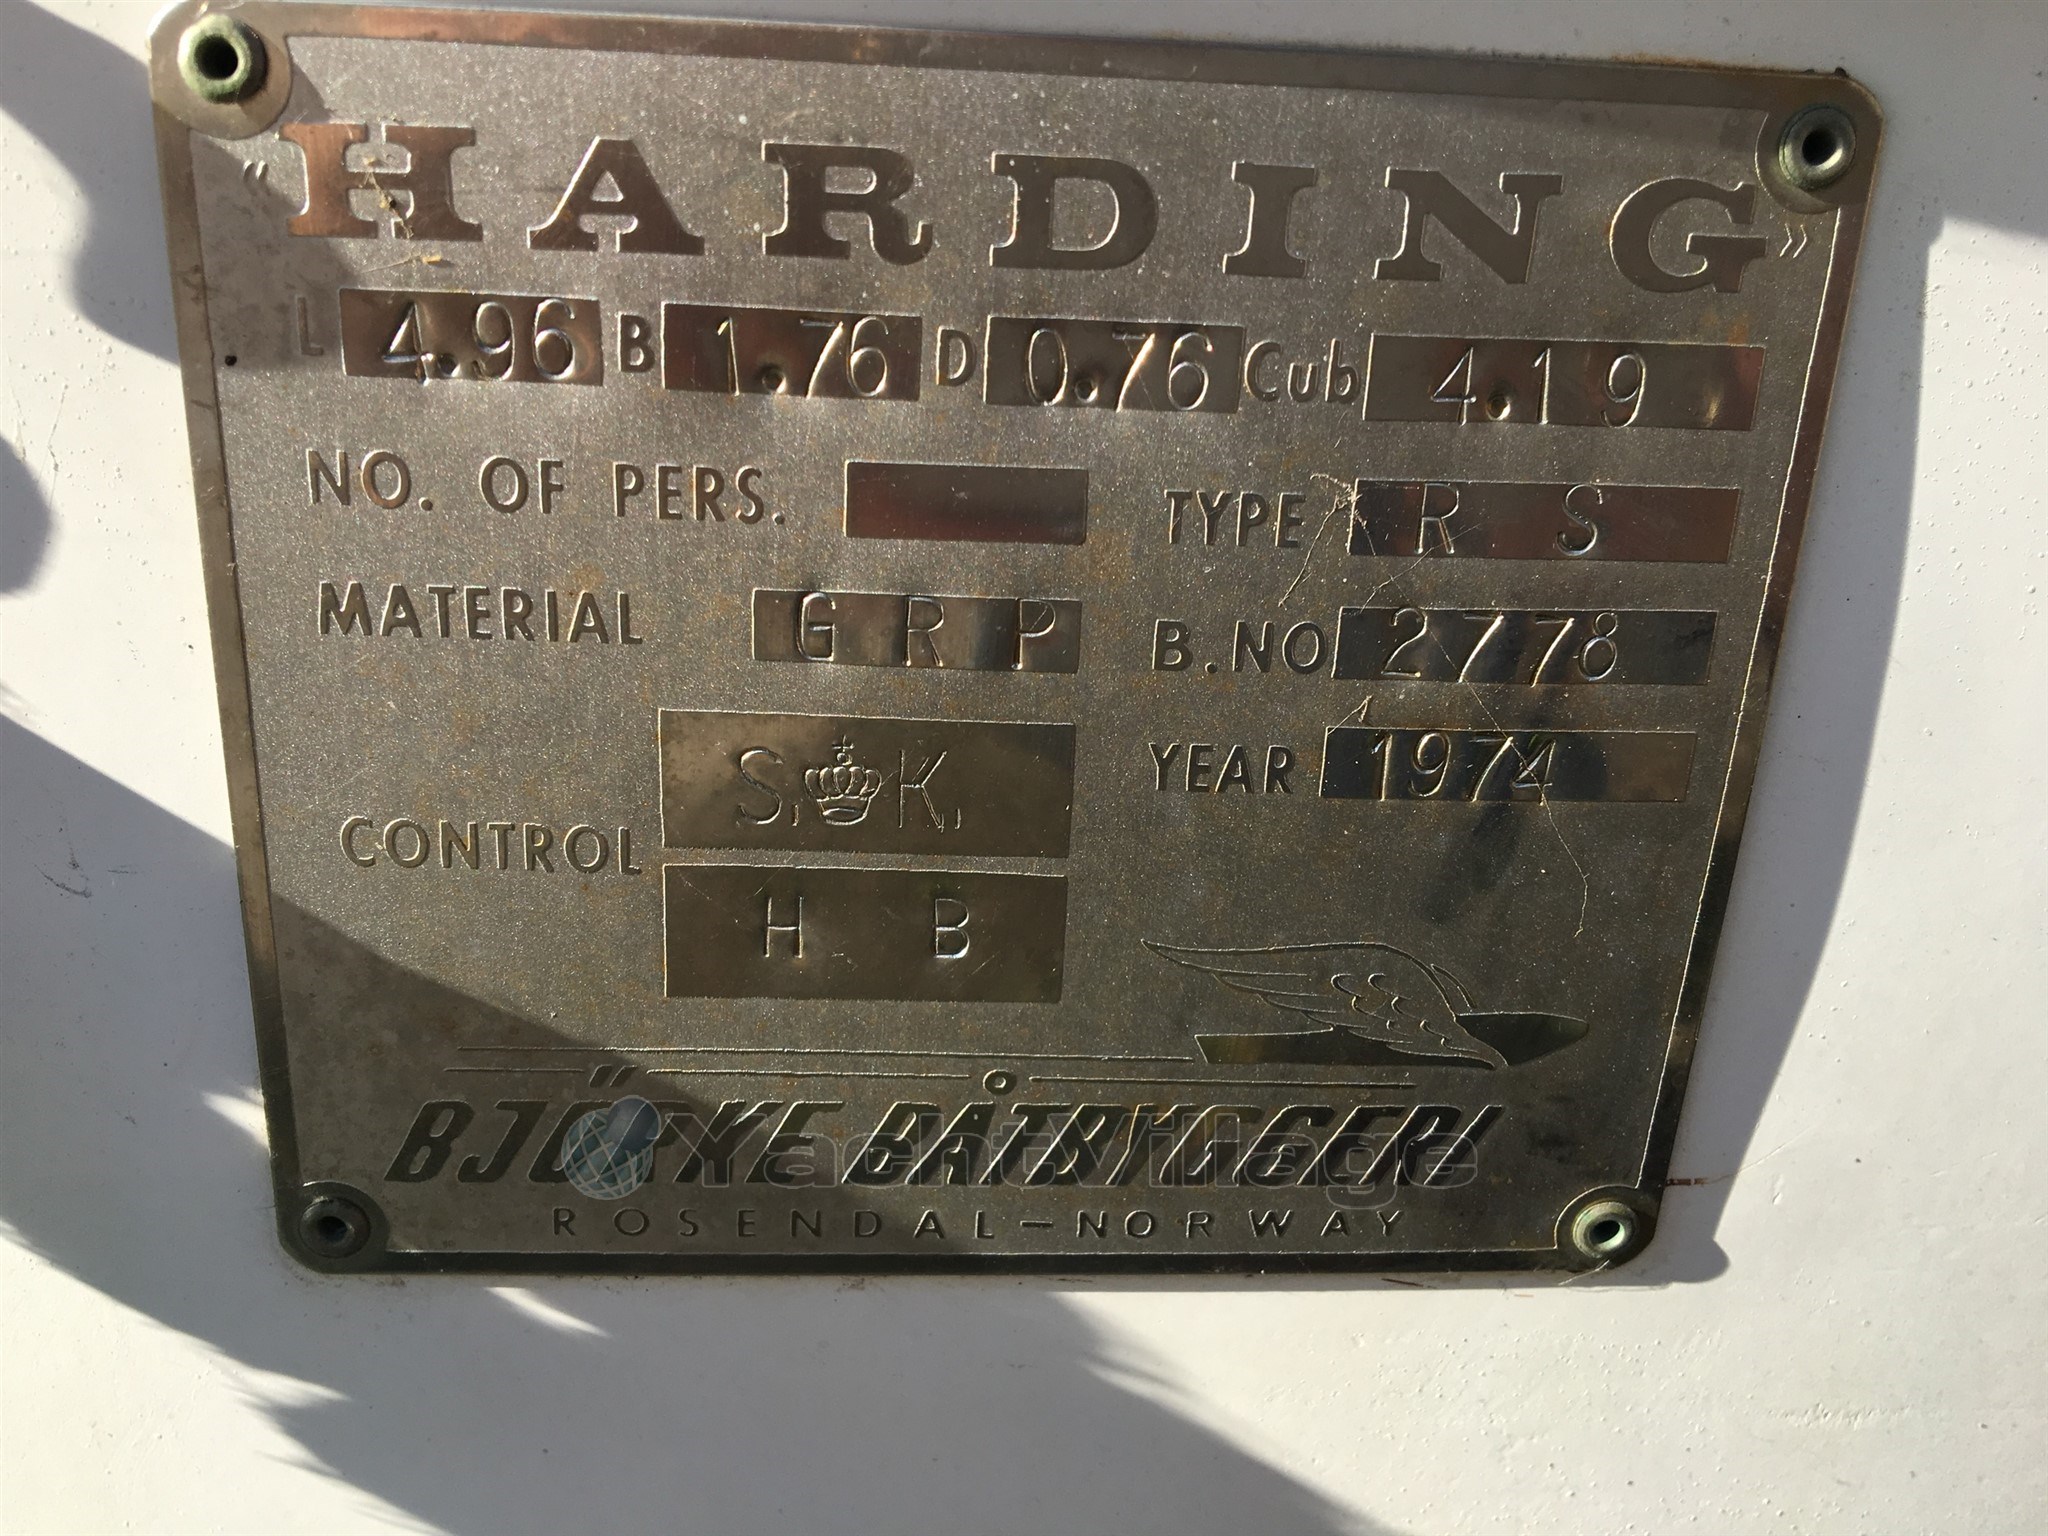 “HARDING”
L 4.96 B 1.76 D 0.76 Cub 4.19
NO. OF PERS. TYPE R S
MATERIAL G R P B.NO 2778
CONTROL S. K. YEAR 1974
H B
BJÖRKE BÅTBYGGERI
YachtVillage
ROSENDAL-NORWAY